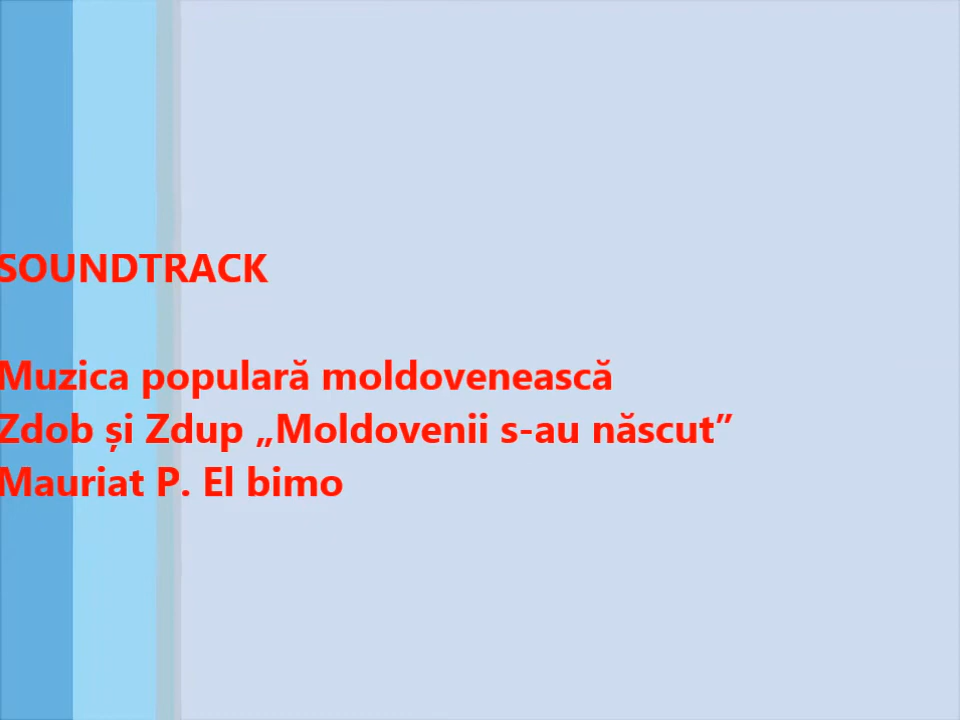 SOUNDTRACK
Muzica populară moldovenească
Zdob și Zdup „Moldovenii s-au născut”
Mauriat P. El bimo